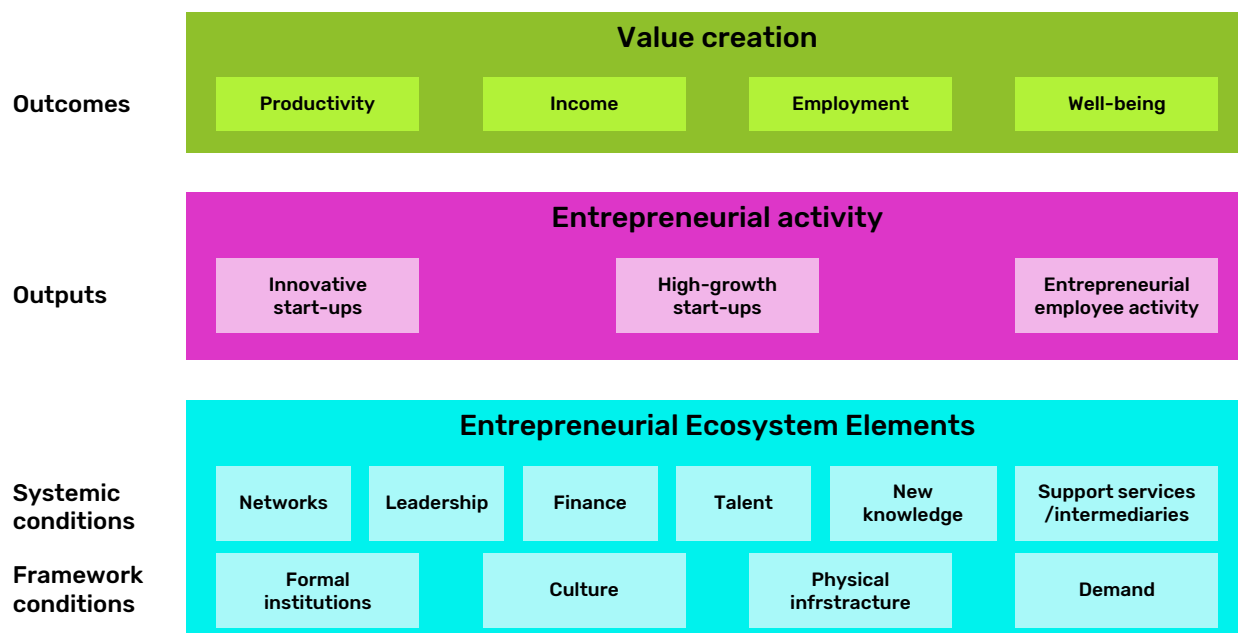 Value creation
Outcomes
Productivity
Income
Employment
Well-being
Entrepreneurial activity
Outputs
Innovative
start-ups
High-growth
start-ups
Entrepreneurial
employee activity
Entrepreneurial Ecosystem Elements
Systemic
conditions
Networks
Leadership
Finance
Talent
New
knowledge
Support services
/intermediaries
Framework
conditions
Formal
institutions
Culture
Physical
infrstracture
Demand